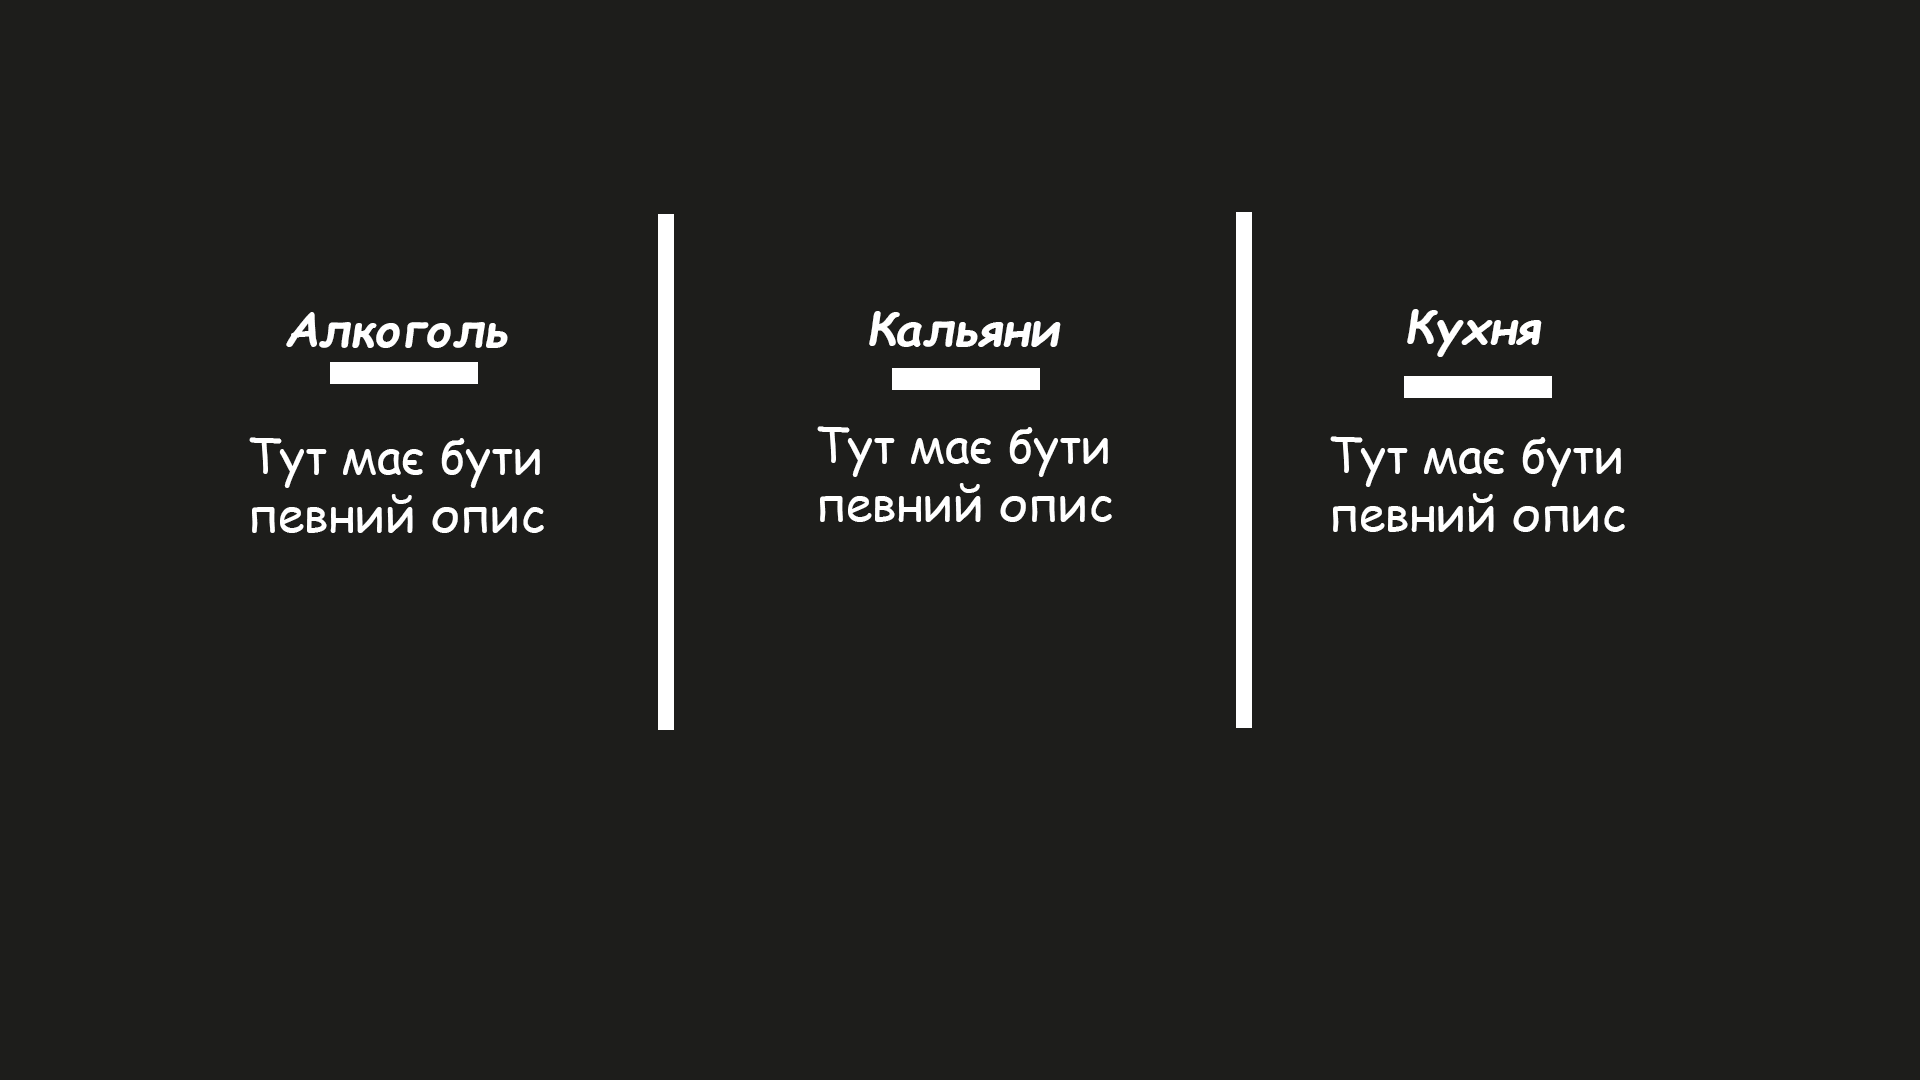 Алкоголь
Тут має бути
певний опис
Кальяни
Тут має бути
певний опис
Кухня
Тут має бути
певний опис